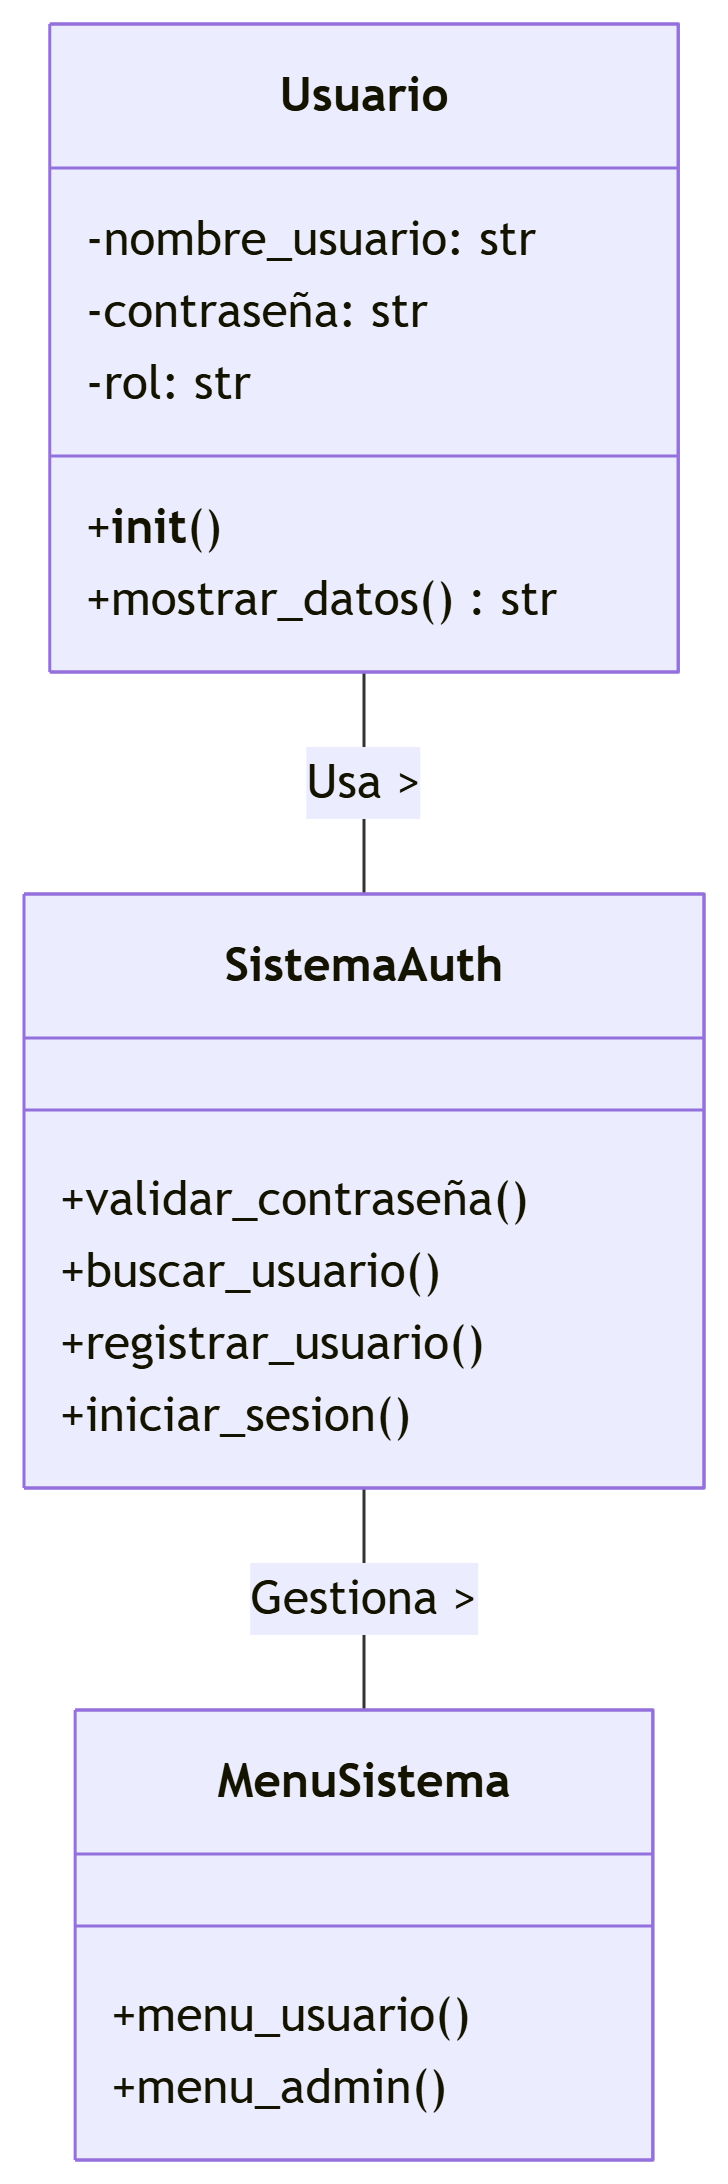 Usuario
-nombre_usuario: str
-contraseña: str
-rol: str
+init()
+mostrar_datos() : str
Usa >
SistemaAuth
+validar_contraseña()
+buscar_usuario()
+registrar_usuario()
+iniciar_sesion()
Gestiona >
MenuSistema
+menu_usuario()
+menu_admin()